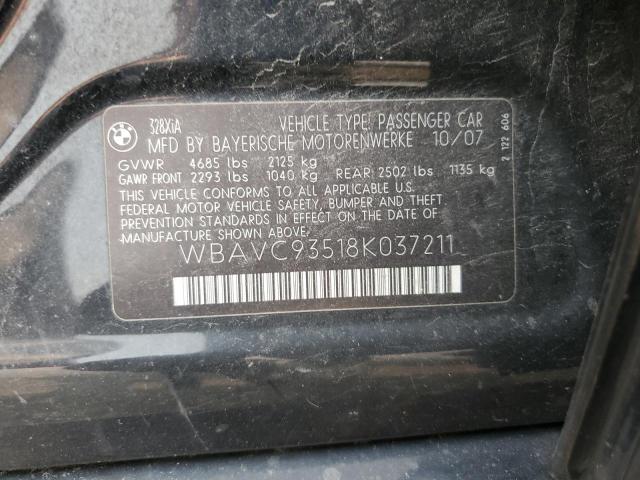 BMW
328XiA VEHICLE TYPE: PASSENGER CAR
MFD BY BAYERISCHE MOTORENWERKE 10/07
GVWR 4685 lbs 2125 kg
GAWR FRONT 2293 lbs 1040 kg REAR 2502 lbs 1135 kg
THIS VEHICLE CONFORMS TO ALL APPLICABLE U.S.
FEDERAL MOTOR VEHICLE SAFETY, BUMPER AND THEFT
PREVENTION STANDARDS IN EFFECT ON THE DATE OF
MANUFACTURE SHOWN ABOVE.
WBAVC93518K037211
2 122 606